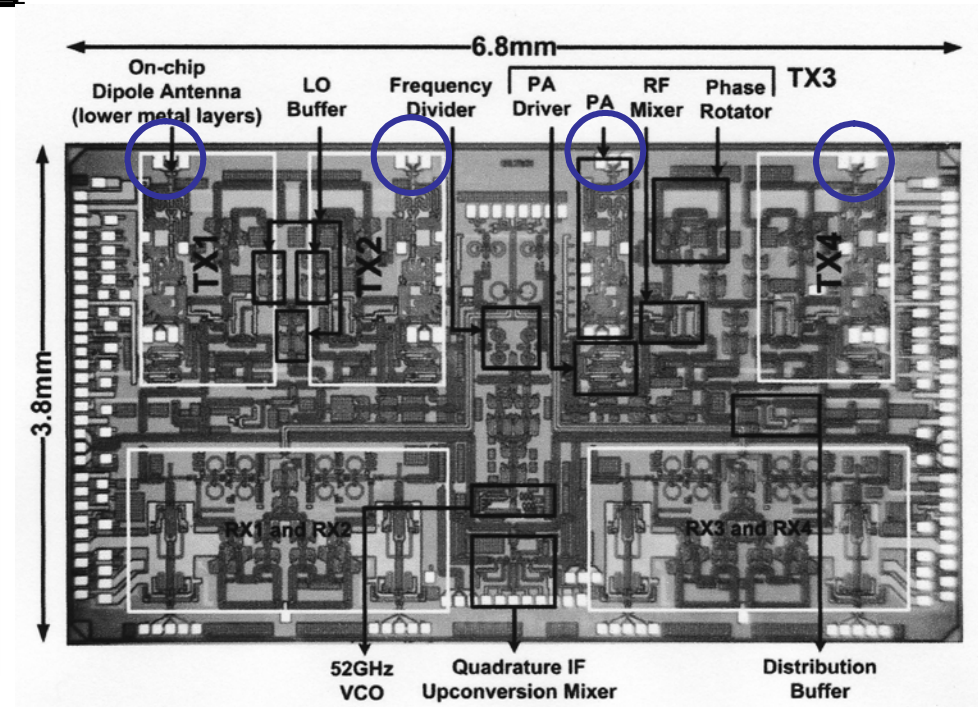 6.8mm
On-chip
Dipole Antenna
(lower metal layers)
LO
Buffer
Frequency
Divider
PA
Driver
PA
RF
Mixer
Phase
Rotator
TX3
TX1
TX2
TX4
3.8mm
RX1 and RX2
RX3 and RX4
52GHz
VCO
Quadrature IF
Upconversion Mixer
Distribution
Buffer